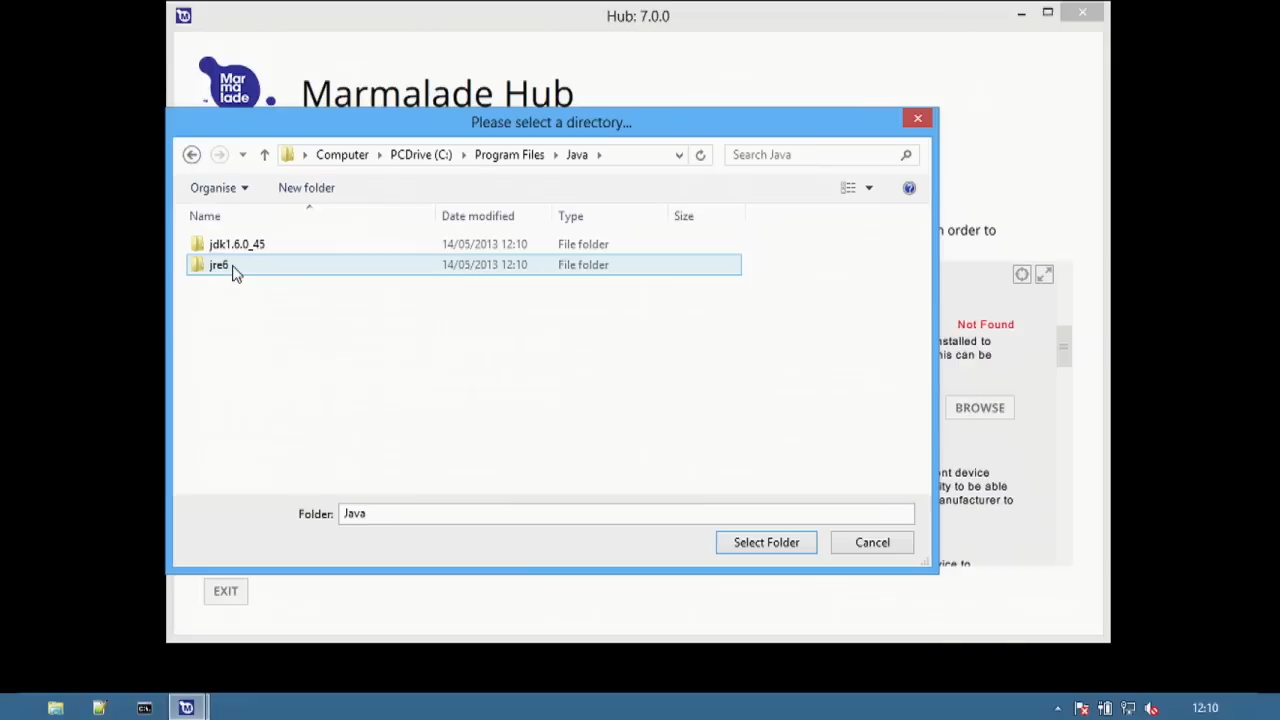 Hub: 7.0.0
Mar
ma
lade
Marmalade Hub
Please select a directory...
Computer
PCDrive (C:)
Program Files
Java
Search Java
Organise
New folder
Name
Date modified
Type
Size
jdk1.6.0_45
14/05/2013 12:10
File folder
jre6
14/05/2013 12:10
File folder
n order to
Not Found
nstalled to
his can be
BROWSE
nt device
ity to be able
anufacturer to
vice to
Folder:
Java
Select Folder
Cancel
EXIT
12:10